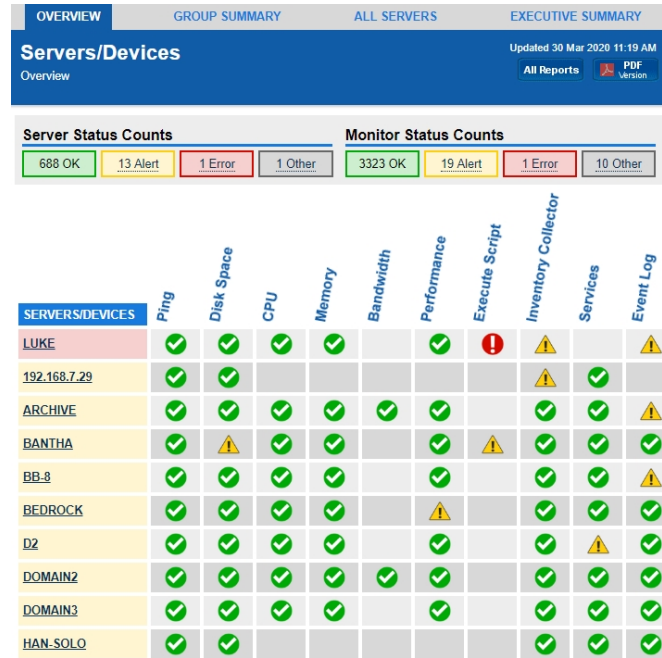 OVERVIEW GROUP SUMMARY ALL SERVERS EXECUTIVE SUMMARY
Servers/Devices
Overview
Updated 30 Mar 2020 11:19 AM
All Reports
PDF
Version
Server Status Counts
688 OK 13 Alert 1 Error 1 Other
Monitor Status Counts
3323 OK 19 Alert 1 Error 10 Other
SERVERS/DEVICES
Ping
Disk Space
CPU
Memory
Bandwidth
Performance
Execute Script
Inventory Collector
Services
Event Log
LUKE
192.168.7.29
ARCHIVE
BANTHA
BB-8
BEDROCK
D2
DOMAIN2
DOMAIN3
HAN-SOLO